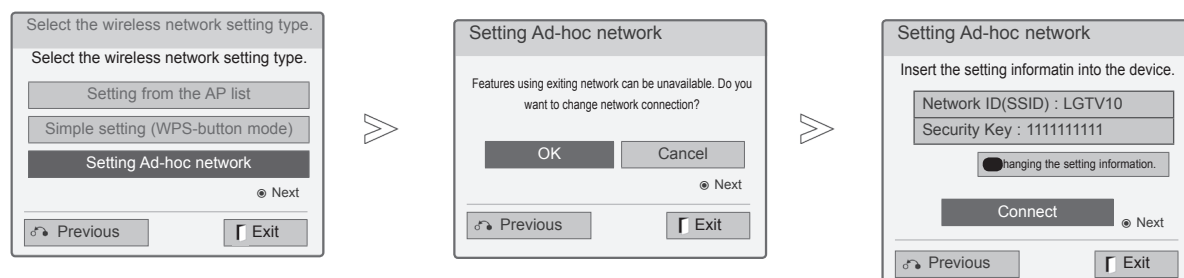 Select the wireless network setting type.
Select the wireless network setting type.
Setting from the AP list
Simple setting (WPS-button mode)
Setting Ad-hoc network
Next
Previous
Exit
Setting Ad-hoc network
Features using exiting network can be unavailable. Do you
want to change network connection?
OK
Cancel
Next
Previous
Exit
Setting Ad-hoc network
Insert the setting informatin into the device.
Network ID(SSID) : LGTV10
Security Key : 1111111111
hanging the setting information.
Connect
Next
Previous
Exit